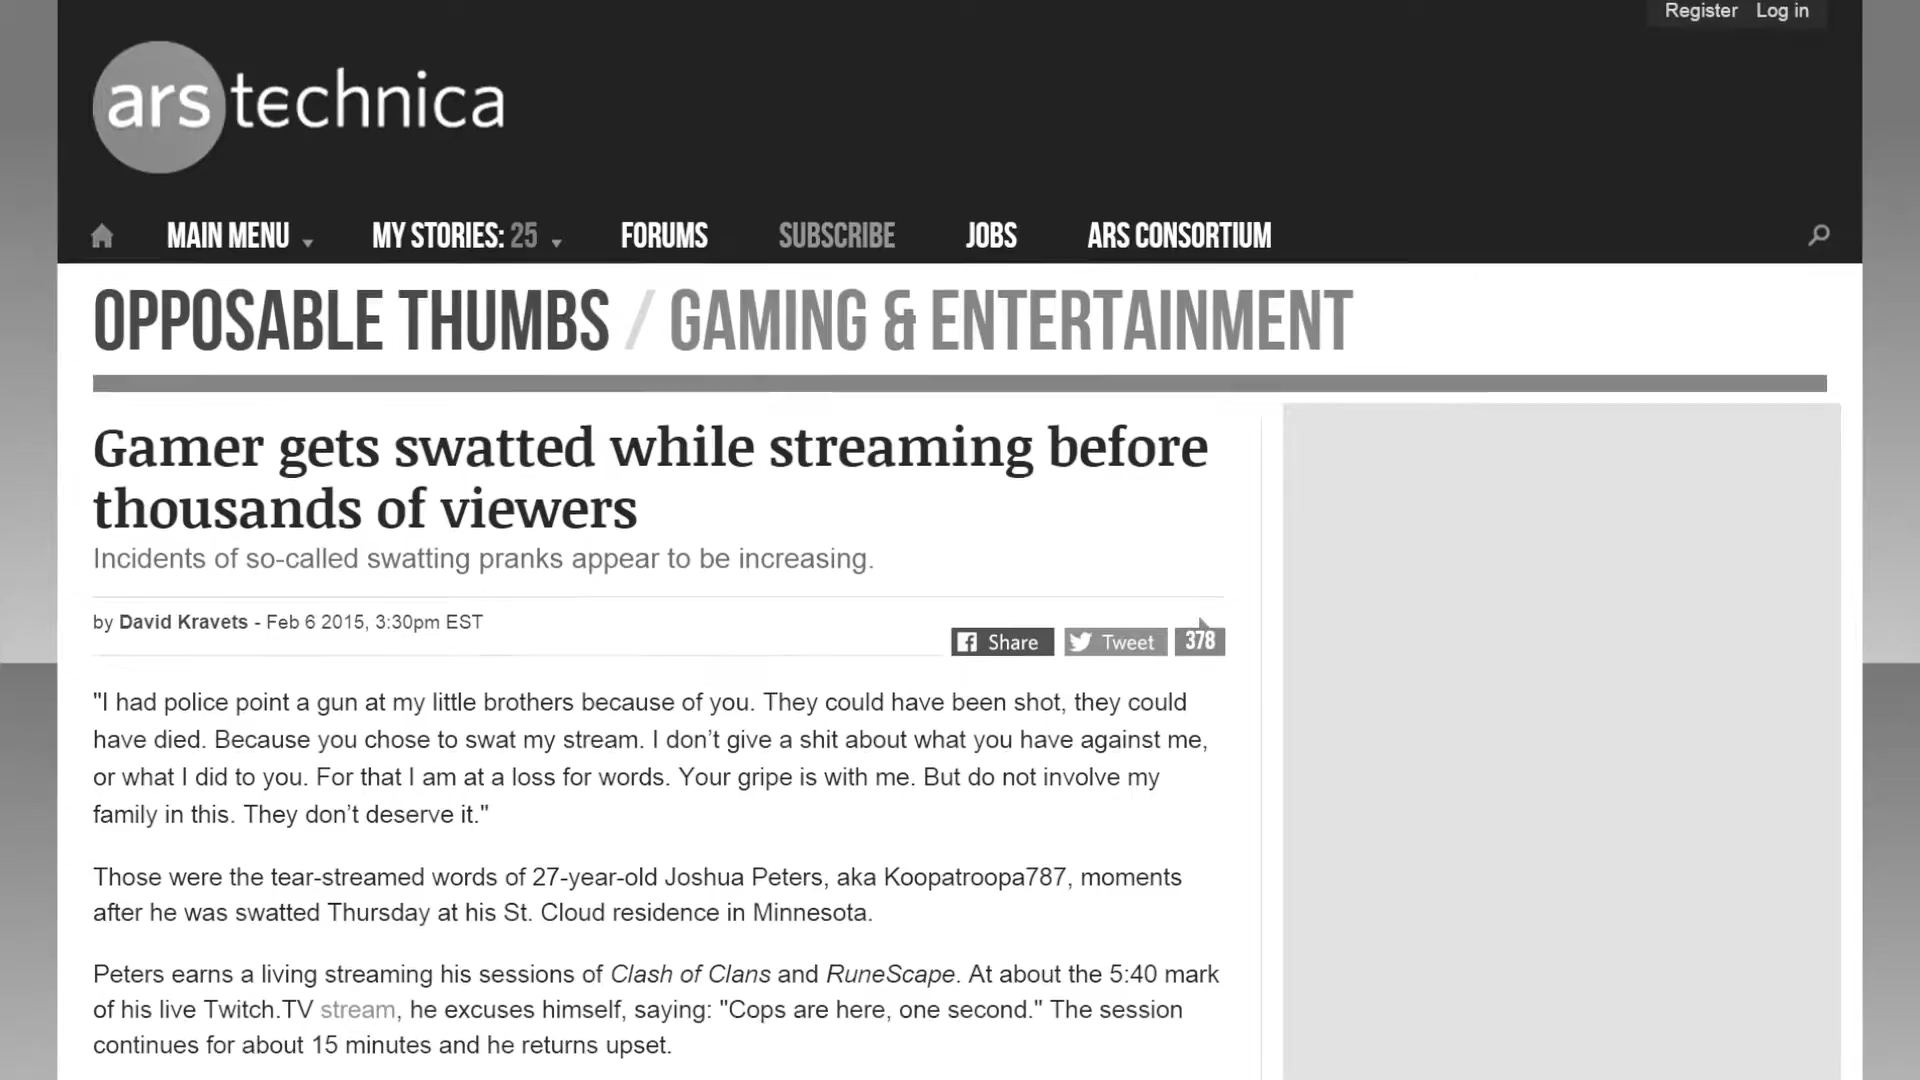 Register Log in
ars technica
MAIN MENU MY STORIES: 25 FORUMS SUBSCRIBE JOBS ARS CONSORTIUM
OPPOSABLE THUMBS / GAMING & ENTERTAINMENT
Gamer gets swatted while streaming before
thousands of viewers
Incidents of so-called swatting pranks appear to be increasing.
by David Kravets - Feb 6 2015, 3:30pm EST
Share Tweet 378
"I had police point a gun at my little brothers because of you. They could have been shot, they could
have died. Because you chose to swat my stream. I don’t give a shit about what you have against me,
or what I did to you. For that I am at a loss for words. Your gripe is with me. But do not involve my
family in this. They don’t deserve it."
Those were the tear-streamed words of 27-year-old Joshua Peters, aka Koopatroopa787, moments
after he was swatted Thursday at his St. Cloud residence in Minnesota.
Peters earns a living streaming his sessions of Clash of Clans and RuneScape. At about the 5:40 mark
of his live Twitch.TV stream, he excuses himself, saying: "Cops are here, one second." The session
continues for about 15 minutes and he returns upset.